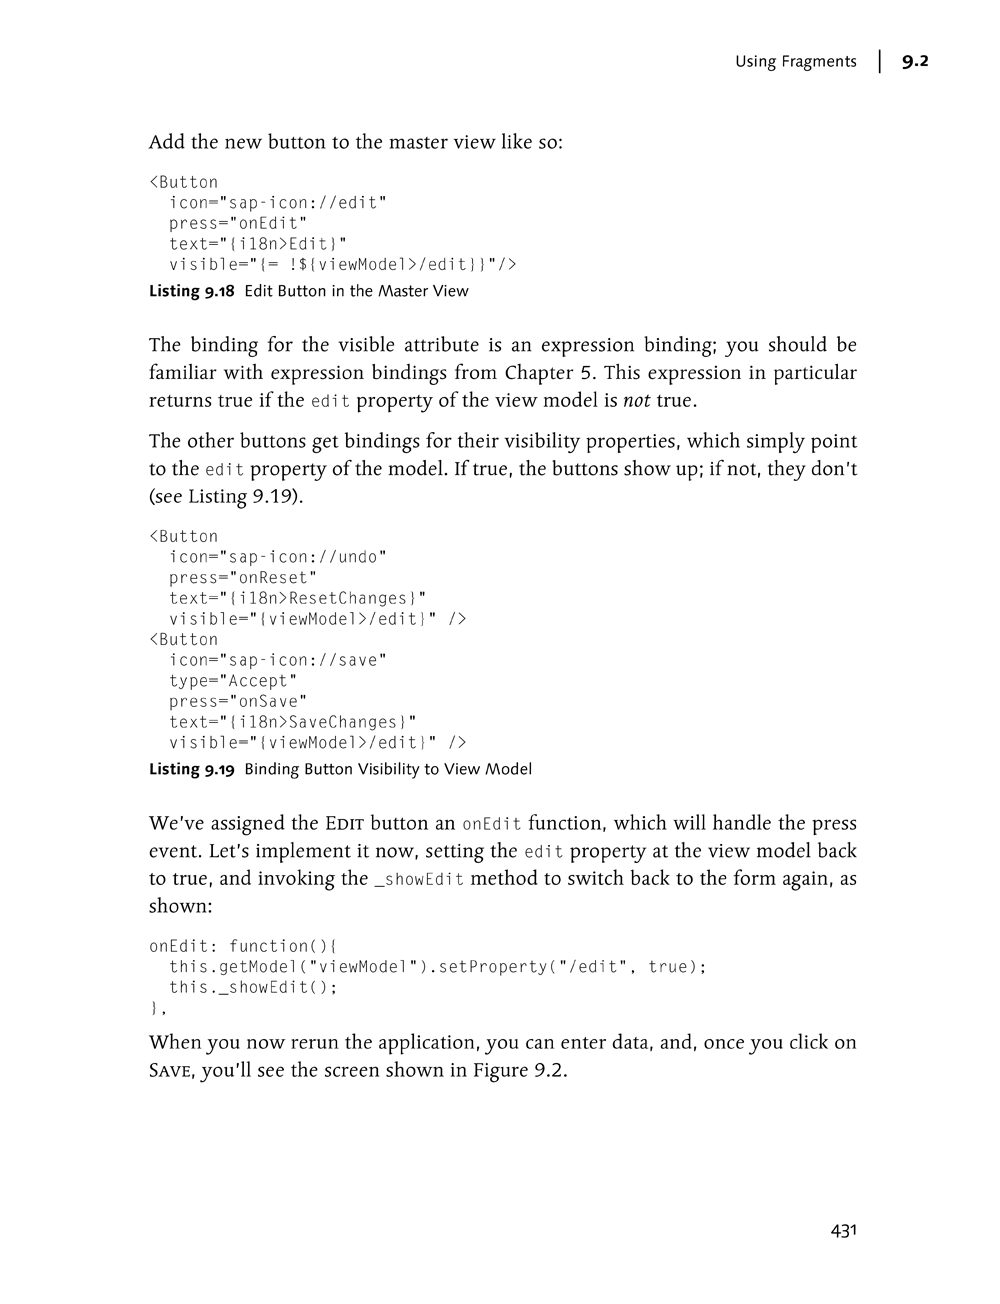 Using Fragments | 9.2
Add the new button to the master view like so:
<Button
  icon="sap-icon://edit"
  press="onEdit"
  text="{i18n>Edit}"
  visible="{= !${viewModel>/edit}}"/>
Listing 9.18 Edit Button in the Master View
The binding for the visible attribute is an expression binding; you should be
familiar with expression bindings from Chapter 5. This expression in particular
returns true if the edit property of the view model is not true.
The other buttons get bindings for their visibility properties, which simply point
to the edit property of the model. If true, the buttons show up; if not, they don't
(see Listing 9.19).
<Button
  icon="sap-icon://undo"
  press="onReset"
  text="{i18n>ResetChanges}"
  visible="{viewModel>/edit}" />
<Button
  icon="sap-icon://save"
  type="Accept"
  press="onSave"
  text="{i18n>SaveChanges}"
  visible="{viewModel>/edit}" />
Listing 9.19 Binding Button Visibility to View Model
We've assigned the EDIT button an onEdit function, which will handle the press
event. Let's implement it now, setting the edit property at the view model back
to true, and invoking the _showEdit method to switch back to the form again, as
shown:
onEdit: function(){
  this.getModel("viewModel").setProperty("/edit", true);
  this._showEdit();
},
When you now rerun the application, you can enter data, and, once you click on
SAVE, you'll see the screen shown in Figure 9.2.
431